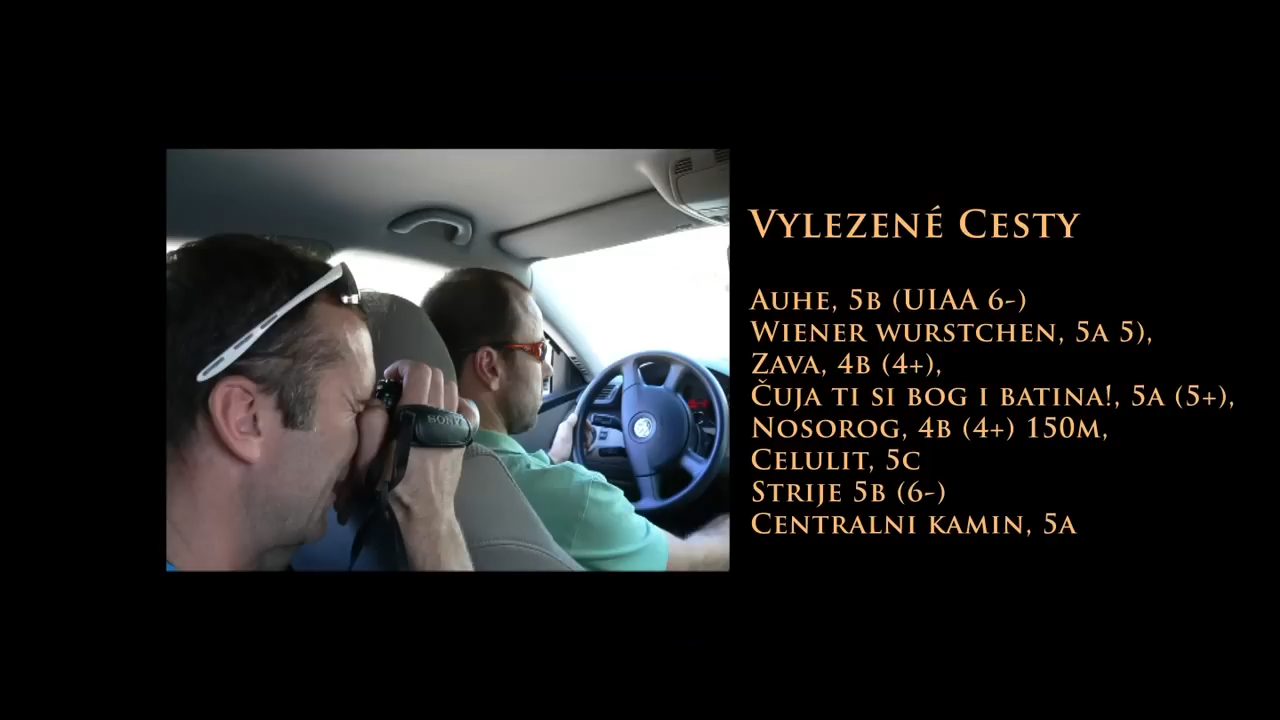 SONY
Vylezené Cesty
Auhe, 5b (UIAA 6-)
Wiener wurstchen, 5a 5),
Zava, 4b (4+),
Čuja ti si bog i batina!, 5a (5+),
Nosorog, 4b (4+) 150m,
Celulit, 5c
Strije 5b (6-)
Centralni kamin, 5a